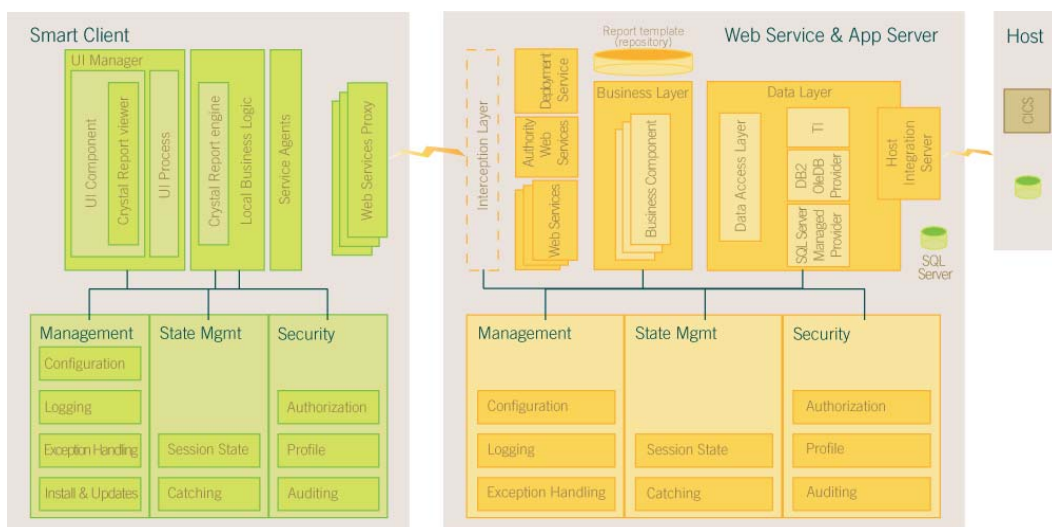 Smart Client
UI Manager
UI Component
Crystal Report viewer
UI Process
Crystal Report engine
Local Business Logic
Service Agents
Web Services Proxy
Management
Configuration
Logging
Exception Handling
Install & Updates
State Mgmt
Session State
Catching
Security
Authorization
Profile
Auditing
Web Service & App Server
Interception Layer
Deployment
Service
Authority
Web
Services
Web Services
Report template
(repository)
Business Layer
Business Component
Data Layer
Data Access Layer
TI
DB2
OleDB
Provider
SQL Server
Managed
Provider
Host
Integration
Server
SQL
Server
Management
Configuration
Logging
Exception Handling
State Mgmt
Session State
Catching
Security
Authorization
Profile
Auditing
Host
CICS